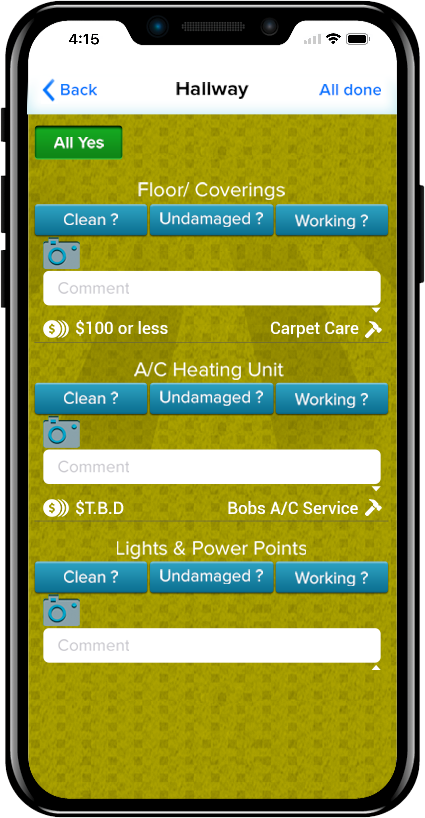 4:15
Back Hallway All done
All Yes
Floor/ Coverings
Clean ? Undamaged ? Working ?
Comment
$ $100 or less Carpet Care
A/C Heating Unit
Clean ? Undamaged ? Working ?
Comment
$ $T.B.D Bobs A/C Service
Lights & Power Points
Clean ? Undamaged ? Working ?
Comment